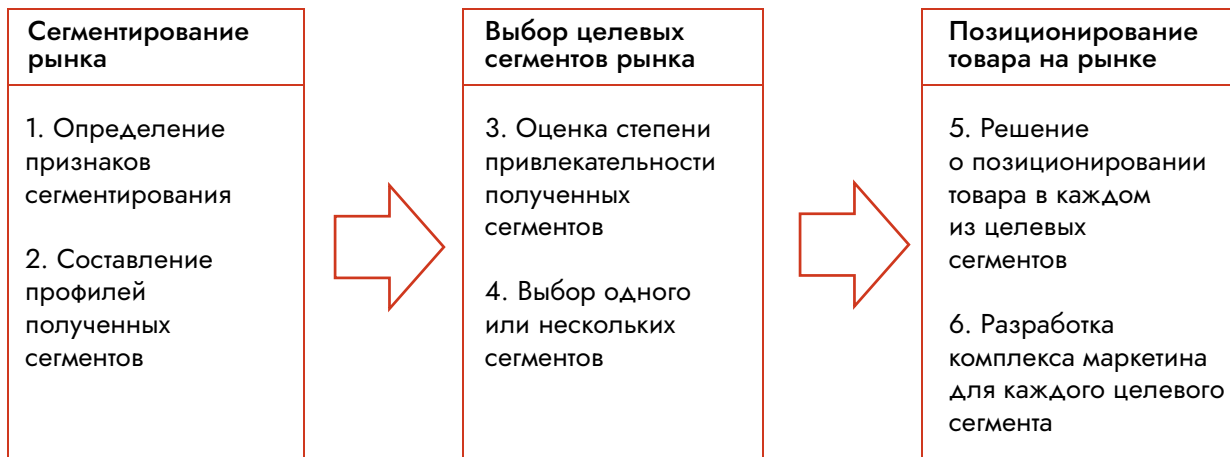 Сегментирование
рынка
1. Определение
признаков
сегментирования
2. Составление
профилей
полученных
сегментов
Выбор целевых
сегментов рынка
3. Оценка степени
привлекательности
полученных
сегментов
4. Выбор одного
или нескольких
сегментов
Позиционирование
товара на рынке
5. Решение
о позиционировании
товара в каждом
из целевых
сегментов
6. Разработка
комплекса маркетина
для каждого целевого
сегмента